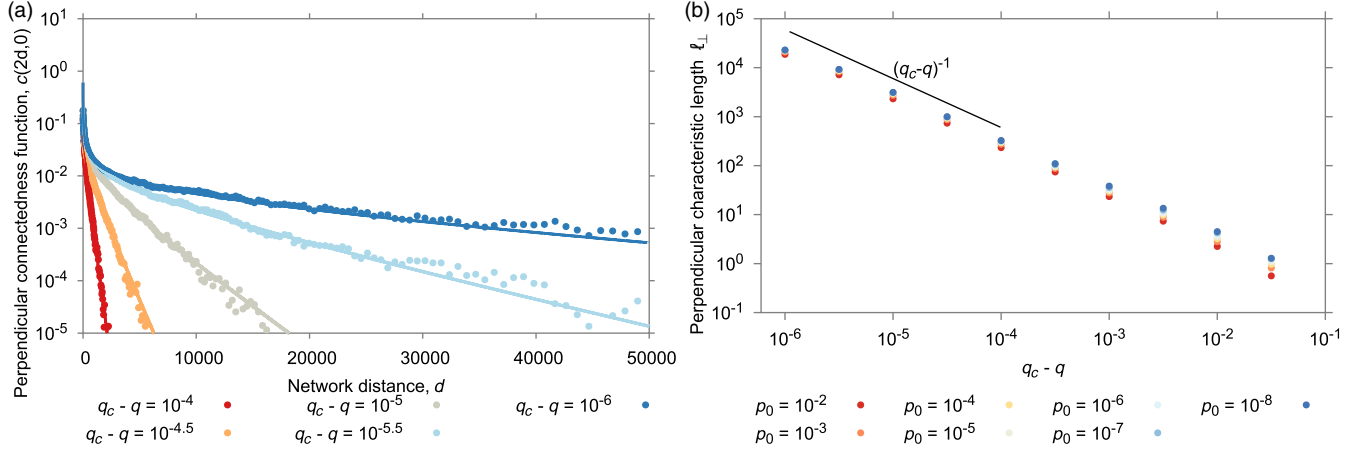 (a)
Perpendicular connectedness function, c(2d,0)
10^1
10^0
10^-1
10^-2
10^-3
10^-4
10^-5
0 10000 20000 30000 40000 50000
Network distance, d
q_c - q = 10^-4 q_c - q = 10^-5 q_c - q = 10^-6
q_c - q = 10^-4.5 q_c - q = 10^-5.5
(b)
Perpendicular characteristic length ℓ_⊥
10^5
10^4
10^3
10^2
10^1
10^0
10^-1
(q_c-q)^-1
10^-6 10^-5 10^-4 10^-3 10^-2 10^-1
q_c - q
p_0 = 10^-2 p_0 = 10^-4 p_0 = 10^-6 p_0 = 10^-8
p_0 = 10^-3 p_0 = 10^-5 p_0 = 10^-7